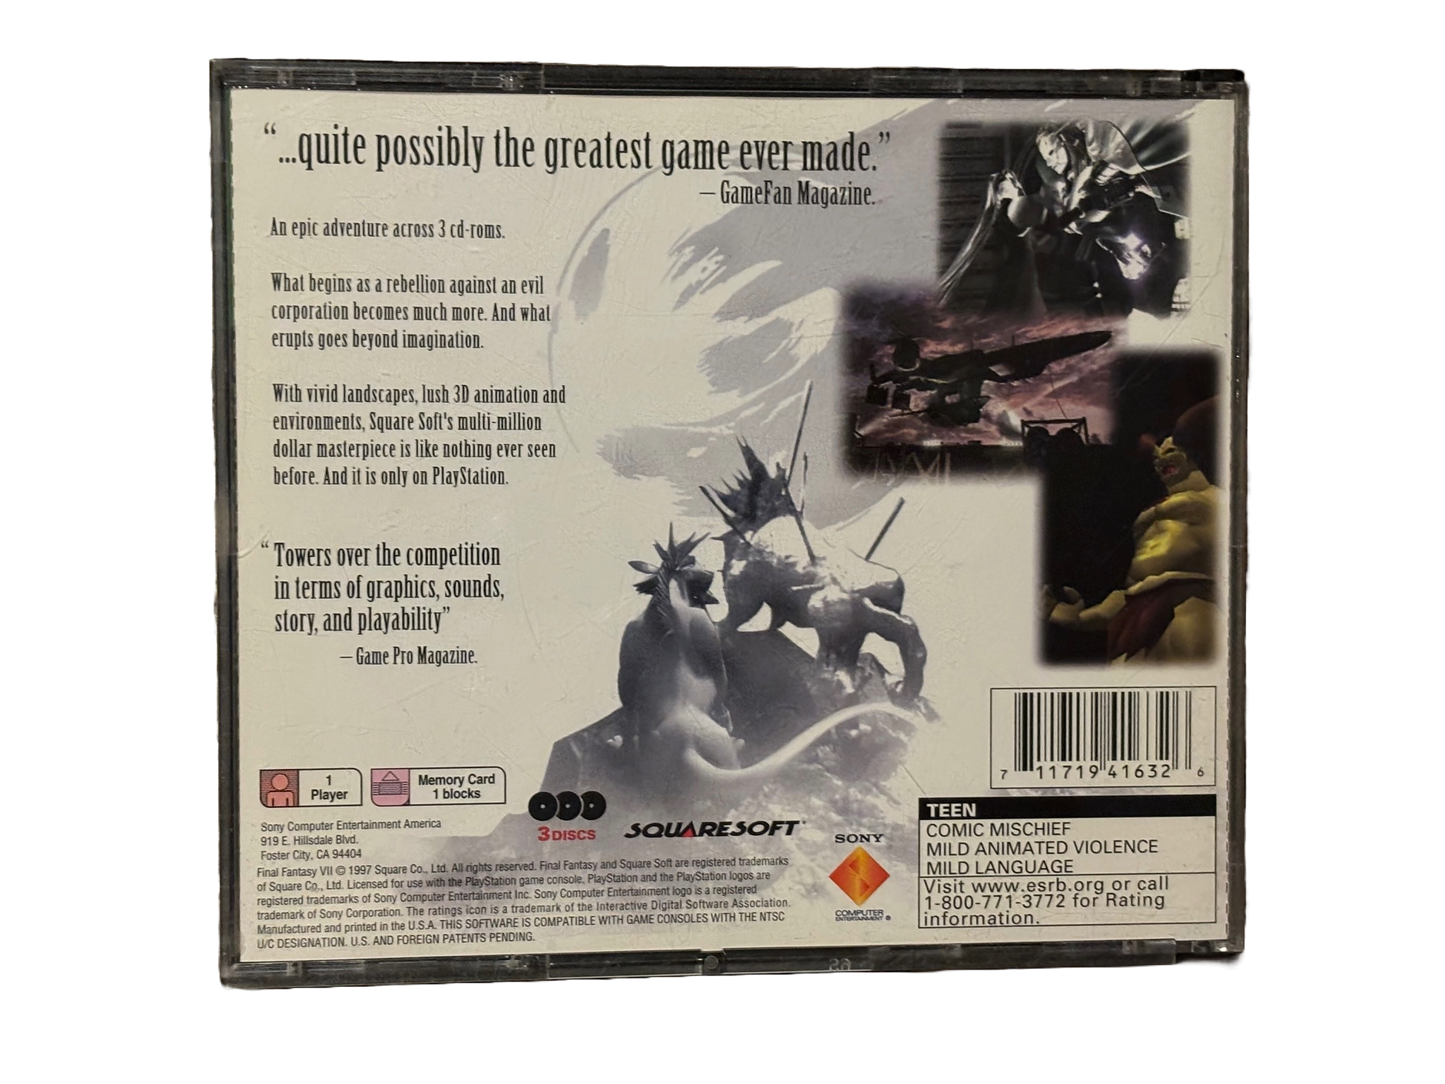 “...quite possibly the greatest game ever made.”
– GameFan Magazine.
An epic adventure across 3 cd-roms.
What begins as a rebellion against an evil
corporation becomes much more. And what
erupts goes beyond imagination.
With vivid landscapes, lush 3D animation and
environments, Square Soft's multi-million
dollar masterpiece is like nothing ever seen
before. And it is only on PlayStation.
“Towers over the competition
in terms of graphics, sounds,
story, and playability”
– Game Pro Magazine.
7 11719 41632 6
1
Player
Memory Card
1 blocks
3 DISCS
SQUARESOFT
SONY
COMPUTER
ENTERTAINMENT ®
TEEN
COMIC MISCHIEF
MILD ANIMATED VIOLENCE
MILD LANGUAGE
Visit www.esrb.org or call
1-800-771-3772 for Rating
information.
Sony Computer Entertainment America
919 E. Hillsdale Blvd.
Foster City, CA 94404
Final Fantasy VII © 1997 Square Co., Ltd. All rights reserved. Final Fantasy and Square Soft are registered trademarks
of Square Co., Ltd. Licensed for use with the PlayStation game console. PlayStation and the PlayStation logos are
registered trademarks of Sony Computer Entertainment Inc. Sony Computer Entertainment logo is a registered
trademark of Sony Corporation. The ratings icon is a trademark of the Interactive Digital Software Association.
Manufactured and printed in the U.S.A. THIS SOFTWARE IS COMPATIBLE WITH GAME CONSOLES WITH THE NTSC
U/C DESIGNATION. U.S. AND FOREIGN PATENTS PENDING.